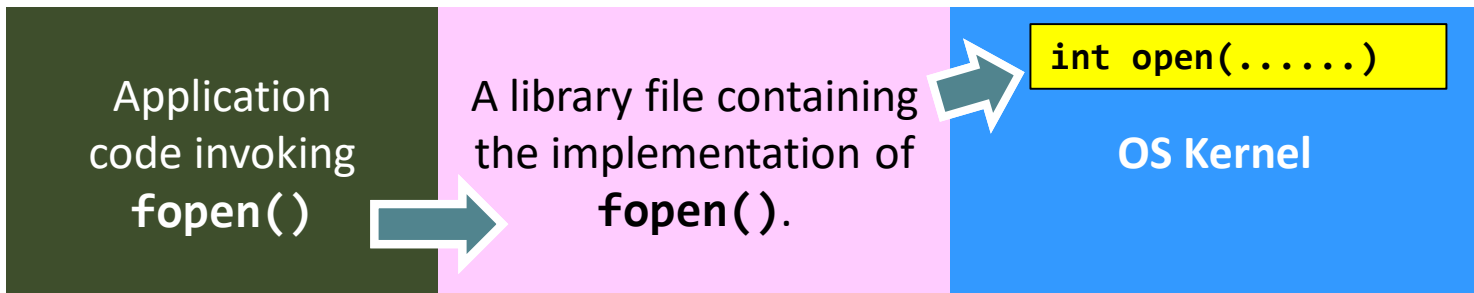 Application
code invoking
fopen()
A library file containing
the implementation of
fopen().
int open(......)
OS Kernel